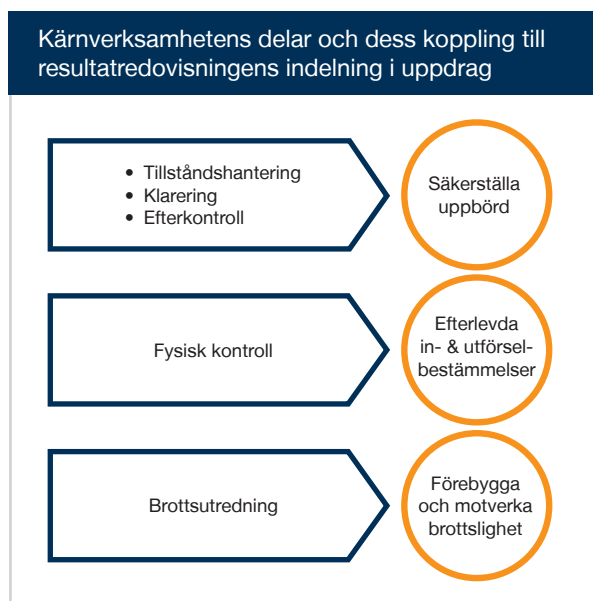 Kärnverksamhetens delar och dess koppling till
resultatredovisningens indelning i uppdrag
• Tillståndshantering
• Klarering
• Efterkontroll
Säkerställa
uppbörd
Fysisk kontroll
Efterlevda
in- & utförsel-
bestämmelser
Brottsutredning
Förebygga
och motverka
brottslighet